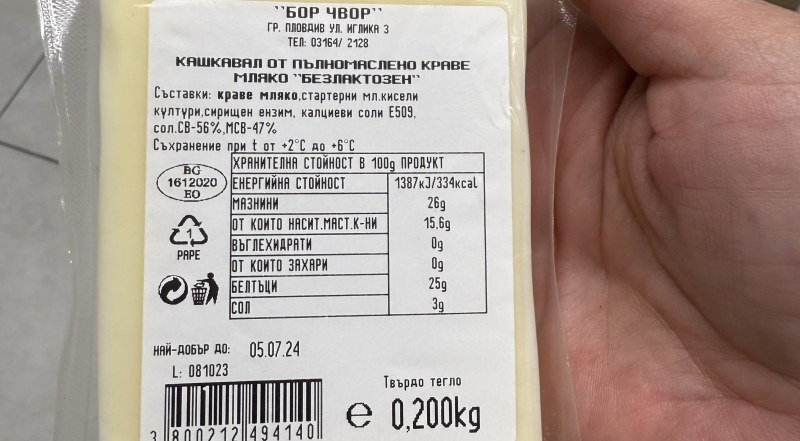 "БОР ЧВОР"
ГР. ПЛОВДИВ УЛ. ИГЛИКА 3
ТЕЛ: 03164/ 2128
КАШКАВАЛ ОТ ПЪЛНОМАСЛЕНО КРАВЕ
МЛЯКО "БЕЗЛАКТОЗЕН"
Съставки: краве мляко,стартерни мл.кисели
култури,сирищен ензим, калциеви соли Е509,
сол.СВ-56%,МСВ-47%
Съхранение при t от +2°C до +6°C
BG
1612020
EO
1
PAPE
ХРАНИТЕЛНА СТОЙНОСТ В 100g ПРОДУКТ
ЕНЕРГИЙНА СТОЙНОСТ 1387кJ/334кcal
МАЗНИНИ 26g
ОТ КОИТО НАСИТ.МАСТ.К-НИ 15,6g
ВЪГЛЕХИДРАТИ 0g
ОТ КОИТО ЗАХАРИ 0g
БЕЛТЪЦИ 25g
СОЛ 3g
НАЙ-ДОБЪР ДО: 05.07.24
L: 081023
Твърдо тегло
e 0,200kg
3 800212 494140